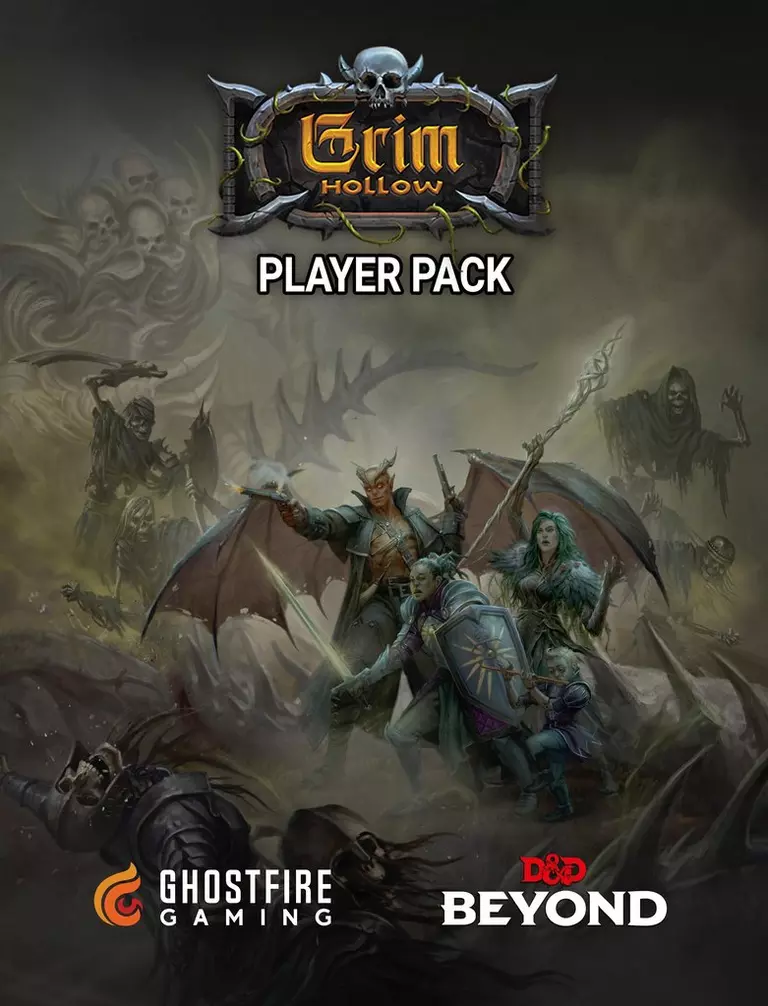 Grim
HOLLOW
PLAYER PACK
GHOSTFIRE
GAMING
D&D
BEYOND